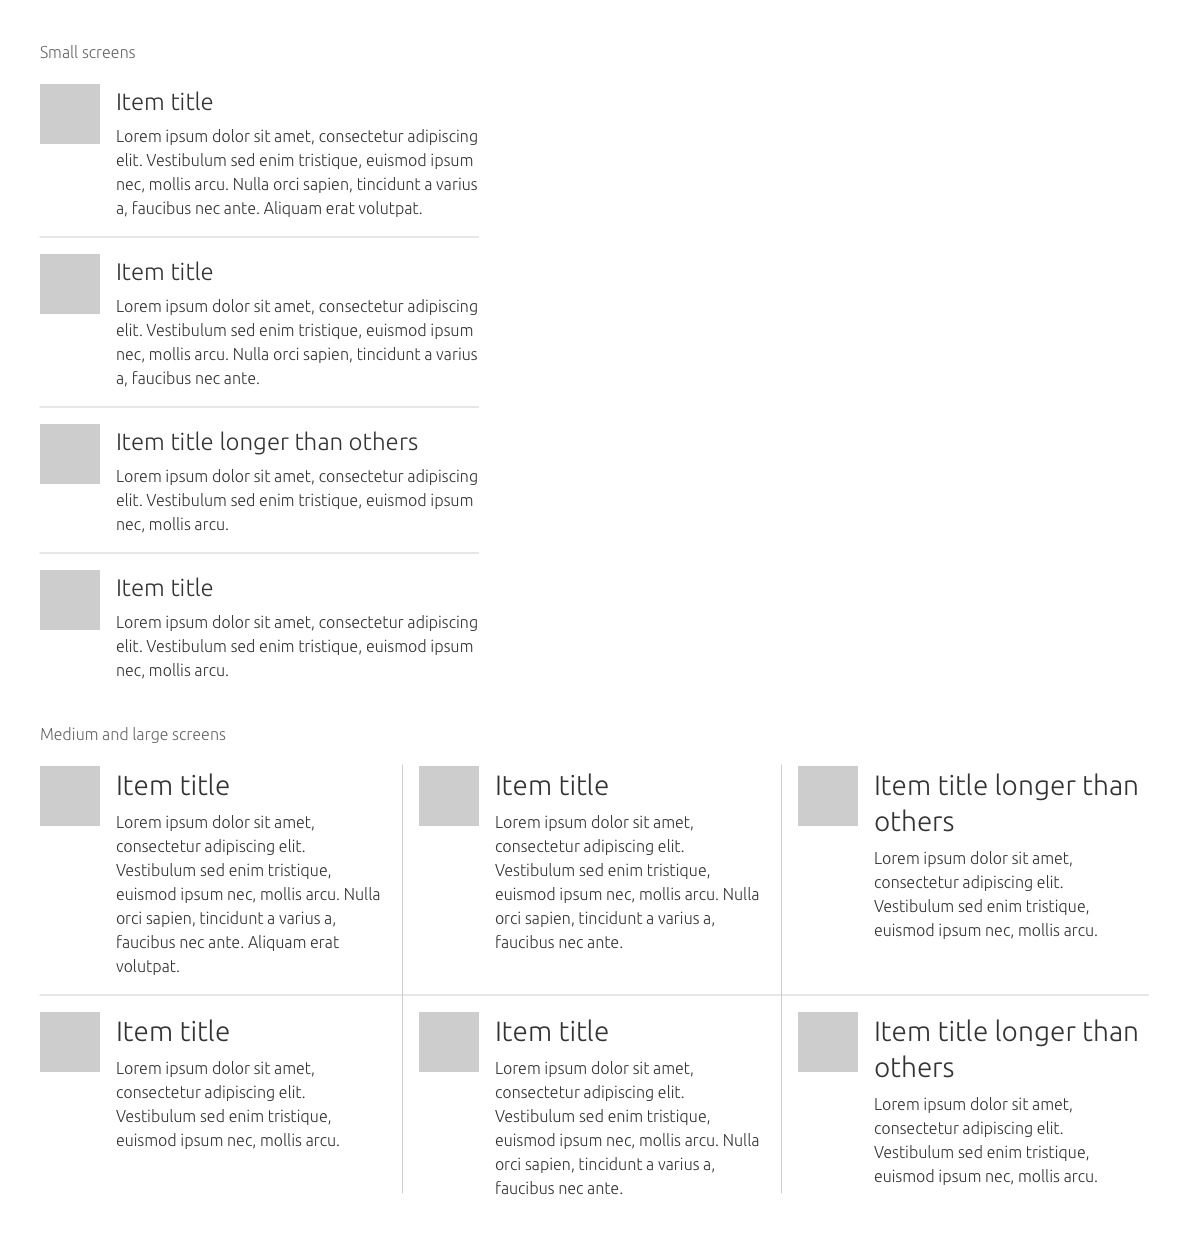 Small screens
Item title
Lorem ipsum dolor sit amet, consectetur adipiscing
elit. Vestibulum sed enim tristique, euismod ipsum
nec, mollis arcu. Nulla orci sapien, tincidunt a varius
a, faucibus nec ante. Aliquam erat volutpat.
Item title
Lorem ipsum dolor sit amet, consectetur adipiscing
elit. Vestibulum sed enim tristique, euismod ipsum
nec, mollis arcu. Nulla orci sapien, tincidunt a varius
a, faucibus nec ante.
Item title longer than others
Lorem ipsum dolor sit amet, consectetur adipiscing
elit. Vestibulum sed enim tristique, euismod ipsum
nec, mollis arcu.
Item title
Lorem ipsum dolor sit amet, consectetur adipiscing
elit. Vestibulum sed enim tristique, euismod ipsum
nec, mollis arcu.
Medium and large screens
Item title
Lorem ipsum dolor sit amet,
consectetur adipiscing elit.
Vestibulum sed enim tristique,
euismod ipsum nec, mollis arcu. Nulla
orci sapien, tincidunt a varius a,
faucibus nec ante. Aliquam erat
volutpat.
Item title
Lorem ipsum dolor sit amet,
consectetur adipiscing elit.
Vestibulum sed enim tristique,
euismod ipsum nec, mollis arcu. Nulla
orci sapien, tincidunt a varius a,
faucibus nec ante.
Item title longer than
others
Lorem ipsum dolor sit amet,
consectetur adipiscing elit.
Vestibulum sed enim tristique,
euismod ipsum nec, mollis arcu.
Item title
Lorem ipsum dolor sit amet,
consectetur adipiscing elit.
Vestibulum sed enim tristique,
euismod ipsum nec, mollis arcu.
Item title
Lorem ipsum dolor sit amet,
consectetur adipiscing elit.
Vestibulum sed enim tristique,
euismod ipsum nec, mollis arcu. Nulla
orci sapien, tincidunt a varius a,
faucibus nec ante.
Item title longer than
others
Lorem ipsum dolor sit amet,
consectetur adipiscing elit.
Vestibulum sed enim tristique,
euismod ipsum nec, mollis arcu.